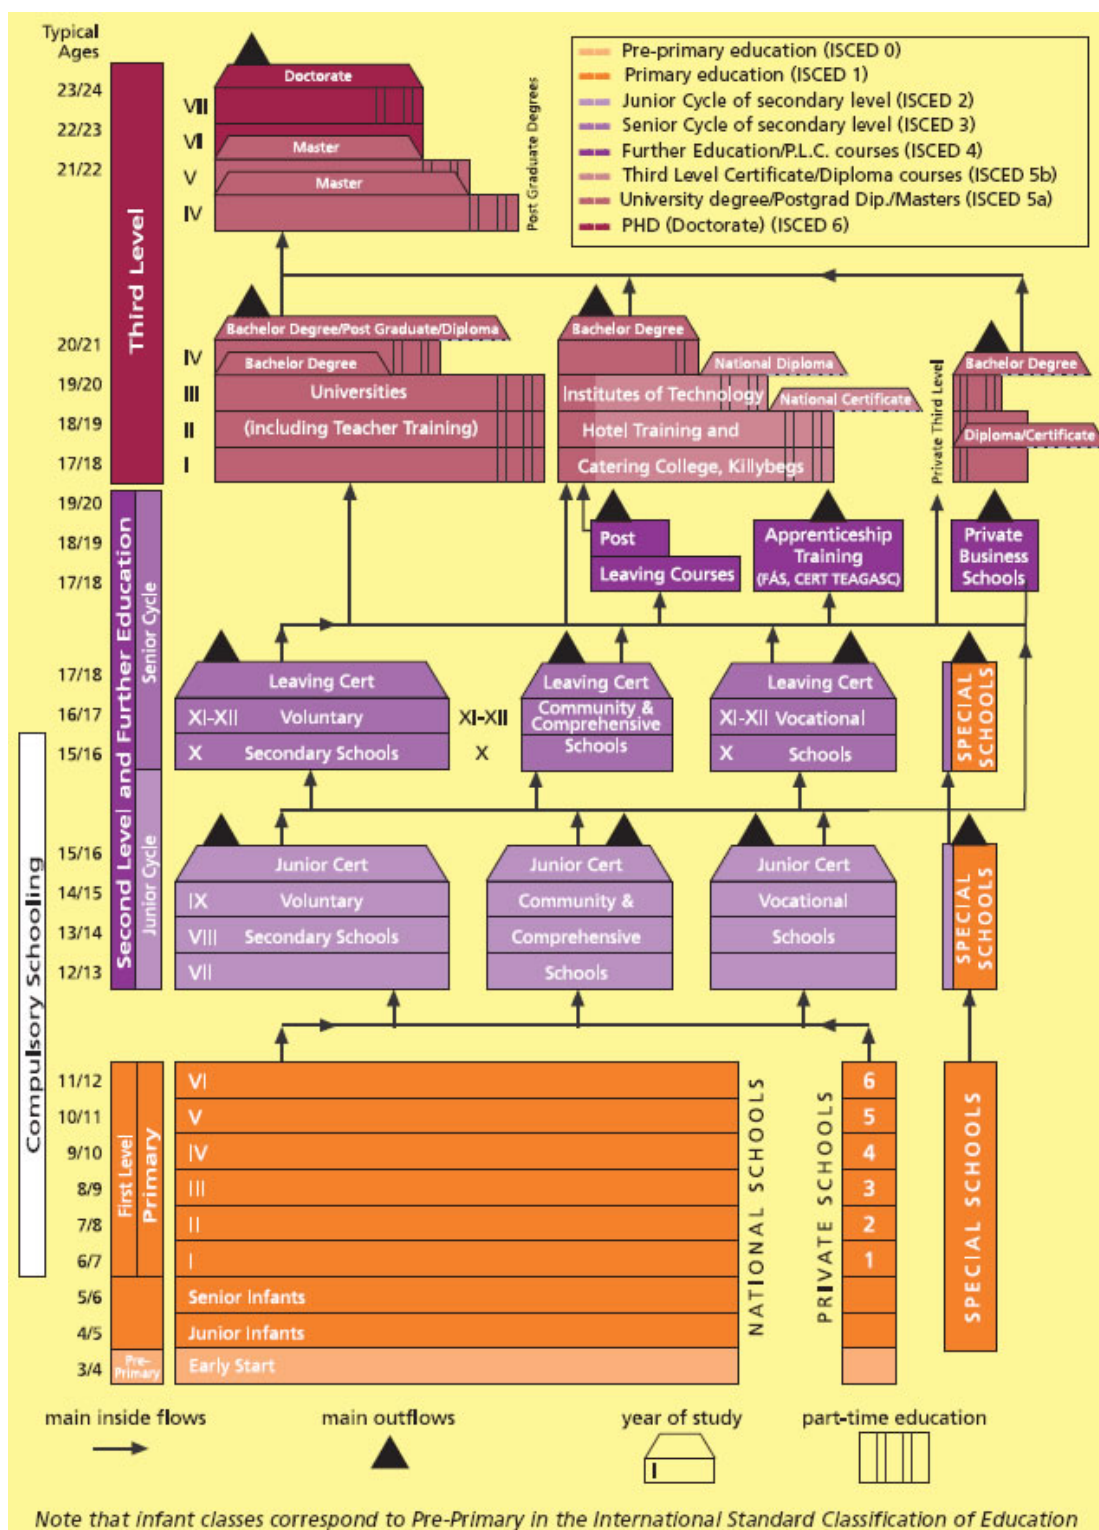 Typical
Ages
Pre-primary education (ISCED 0)
Primary education (ISCED 1)
Junior Cycle of secondary level (ISCED 2)
Senior Cycle of secondary level (ISCED 3)
Further Education/P.L.C. courses (ISCED 4)
Third Level Certificate/Diploma courses (ISCED 5b)
University degree/Postgrad Dip./Masters (ISCED 5a)
PHD (Doctorate) (ISCED 6)
Third Level
23/24
22/23
21/22
Doctorate
VIII
VII
Master
V
Master
IV
Post Graduate Degrees
20/21
19/20
18/19
17/18
Bachelor Degree/Post Graduate/Diploma
IV
Bachelor Degree
III
Universities
II
(including Teacher Training)
I
Bachelor Degree
National Diploma
Institutes of Technology
National Certificate
Hotel Training and
Catering College, Killybegs
Private Third Level
Bachelor Degree
Diploma/Certificate
Second Level and Further Education
Senior Cycle
19/20
18/19
17/18
Post
Leaving Courses
Apprenticeship
Training
(FÁS, CERT TEAGASC)
Private
Business
Schools
17/18
16/17
15/16
Leaving Cert
XI-XII Voluntary
X Secondary Schools
XI-XII
X
Leaving Cert
Community &
Comprehensive
Schools
Leaving Cert
XI-XII Vocational
X Schools
SPECIAL
SCHOOLS
Compulsory Schooling
Junior Cycle
15/16
14/15
13/14
12/13
Junior Cert
IX Voluntary
VIII Secondary Schools
VII
Junior Cert
Community &
Comprehensive
Schools
Junior Cert
Vocational
Schools
SPECIAL
SCHOOLS
First Level
Primary
11/12
10/11
9/10
8/9
7/8
6/7
5/6
4/5
3/4
Pre-
Primary
VI
V
IV
III
II
I
Senior Infants
Junior Infants
Early Start
NATIONAL SCHOOLS
PRIVATE SCHOOLS
6
5
4
3
2
1
SPECIAL SCHOOLS
main inside flows
main outflows
year of study
I
part-time education
Note that infant classes correspond to Pre-Primary in the International Standard Classification of Education